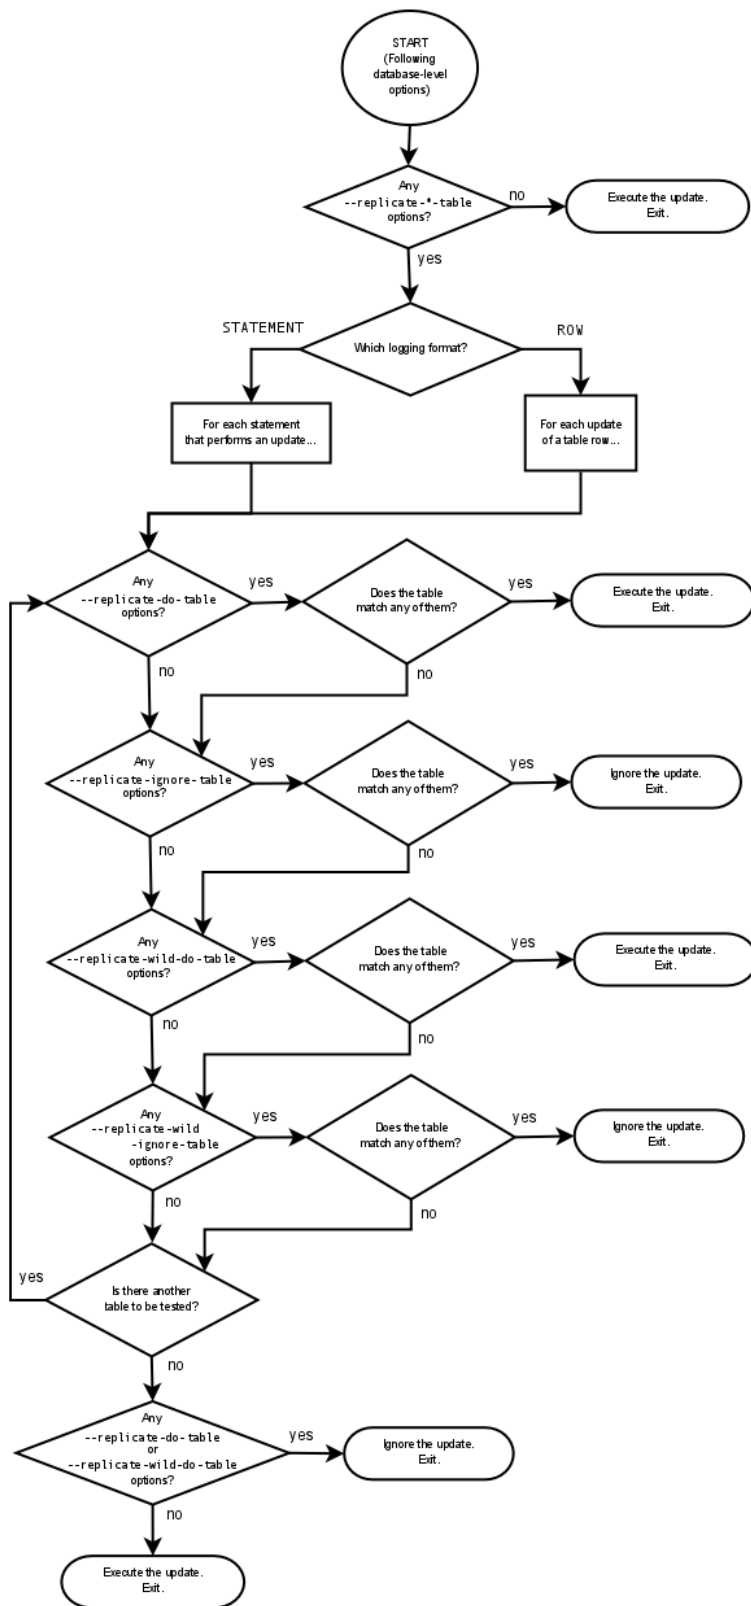 START
(Following
database-level
options)
Any
--replicate-*-table
options?
no
Execute the update.
Exit.
yes
STATEMENT
Which logging format?
ROW
For each statement
that performs an update...
For each update
of a table row...
Any
--replicate-do-table
options?
yes
Does the table
match any of them?
yes
Execute the update.
Exit.
no
no
Any
--replicate-ignore-table
options?
yes
Does the table
match any of them?
yes
Ignore the update.
Exit.
no
no
Any
--replicate-wild-do-table
options?
yes
Does the table
match any of them?
yes
Execute the update.
Exit.
no
no
Any
--replicate-wild
-ignore-table
options?
yes
Does the table
match any of them?
yes
Ignore the update.
Exit.
no
no
yes
Is there another
table to be tested?
no
Any
--replicate-do-table
or
--replicate-wild-do-table
options?
yes
Ignore the update.
Exit.
no
Execute the update.
Exit.